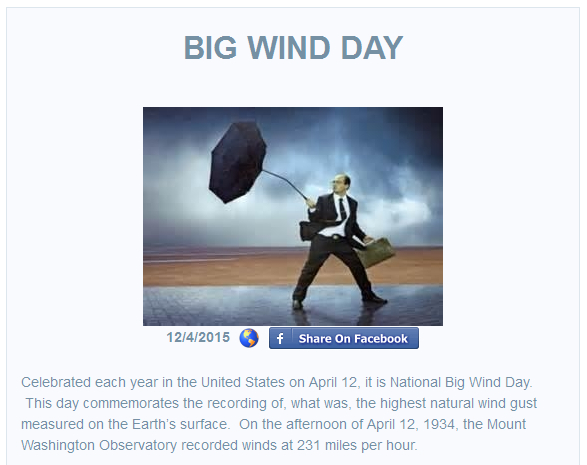 BIG WIND DAY
12/4/2015
f Share On Facebook
Celebrated each year in the United States on April 12, it is National Big Wind Day.
This day commemorates the recording of, what was, the highest natural wind gust
measured on the Earth's surface.  On the afternoon of April 12, 1934, the Mount
Washington Observatory recorded winds at 231 miles per hour.